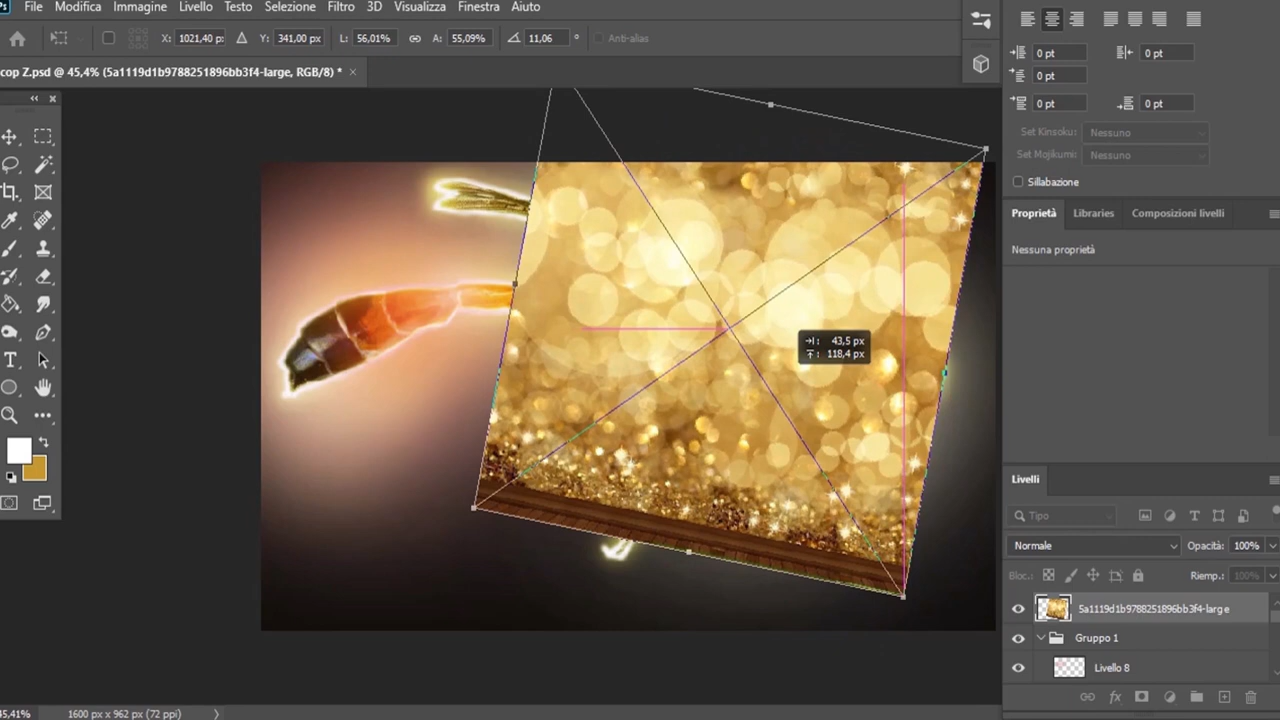 Ps File Modifica Immagine Livello Testo Selezione Filtro 3D Visualizza Finestra Aiuto
X: 1021,40 px Y: 341,00 px L: 56,01% A: 55,09% 11,06 ° Anti-alias
cop Z.psd @ 45,4% (5a1119d1b9788251896bb3f4-large, RGB/8) * ×
0 pt 0 pt
0 pt
0 pt 0 pt
Set Kinsoku: Nessuno
Set Mojikumi: Nessuno
Sillabazione
Proprietà Libraries Composizioni livelli
Nessuna proprietà
43,5 px
118,4 px
Livelli
Tipo
Normale Opacità: 100%
Bloc.: Riemp.: 100%
5a1119d1b9788251896bb3f4-large
Gruppo 1
Livello 8
45,41% 1600 px x 962 px (72 ppi)